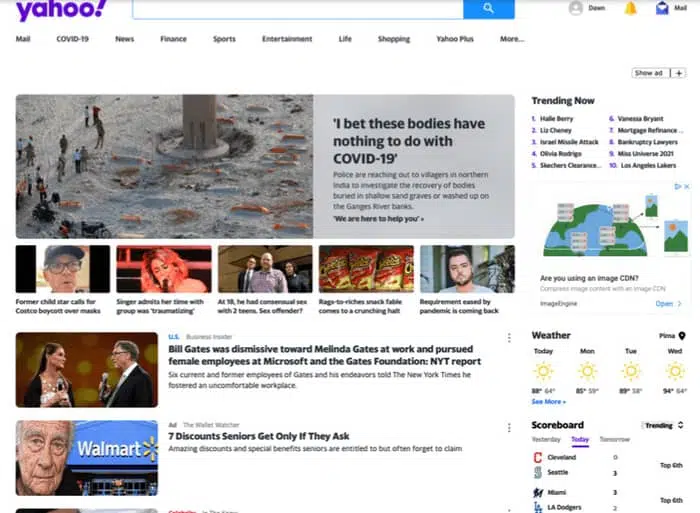 yahoo!
Dawn
Mail
Mail COVID-19 News Finance Sports Entertainment Life Shopping Yahoo Plus More...
Show ad +
'I bet these bodies have
nothing to do with
COVID-19'
Police are reaching out to villagers in northern
India to investigate the recovery of bodies
buried in shallow sand graves or washed up on
the Ganges River banks.
'We are here to help you' »
Former child star calls for
Costco boycott over masks
Singer admits her time with
group was 'traumatizing'
At 18, he had consensual sex
with 2 teens. Sex offender?
Rags-to-riches snack fable
comes to a crunching halt
Requirement eased by
pandemic is coming back
U.S. Business Insider
Bill Gates was dismissive toward Melinda Gates at work and pursued
female employees at Microsoft and the Gates Foundation: NYT report
Six current and former employees of Gates and his endeavors told The New York Times he
fostered an uncomfortable workplace.
Walmart
Ad The Wallet Watcher
7 Discounts Seniors Get Only If They Ask
Amazing discounts and special benefits seniors are entitled to but often forget to claim
Celebrity In The Know
Trending Now
1. Halle Berry
2. Liz Cheney
3. Israel Missile Attack
4. Olivia Rodrigo
5. Skechers Clearance...
6. Vanessa Bryant
7. Mortgage Refinance ...
8. Bankruptcy Lawyers
9. Miss Universe 2021
10. Los Angeles Lakers
Are you using an image CDN?
Compress image content with an image CDN.
ImageEngine Open >
Weather Pima
Today Mon Tue Wed
88° 64° 85° 59° 89° 58° 94° 64°
See More »
Scoreboard Trending
Yesterday Today Tomorrow
Cleveland 0
Seattle 3
Top 6th
Miami 3
LA Dodgers 2
Top 6th